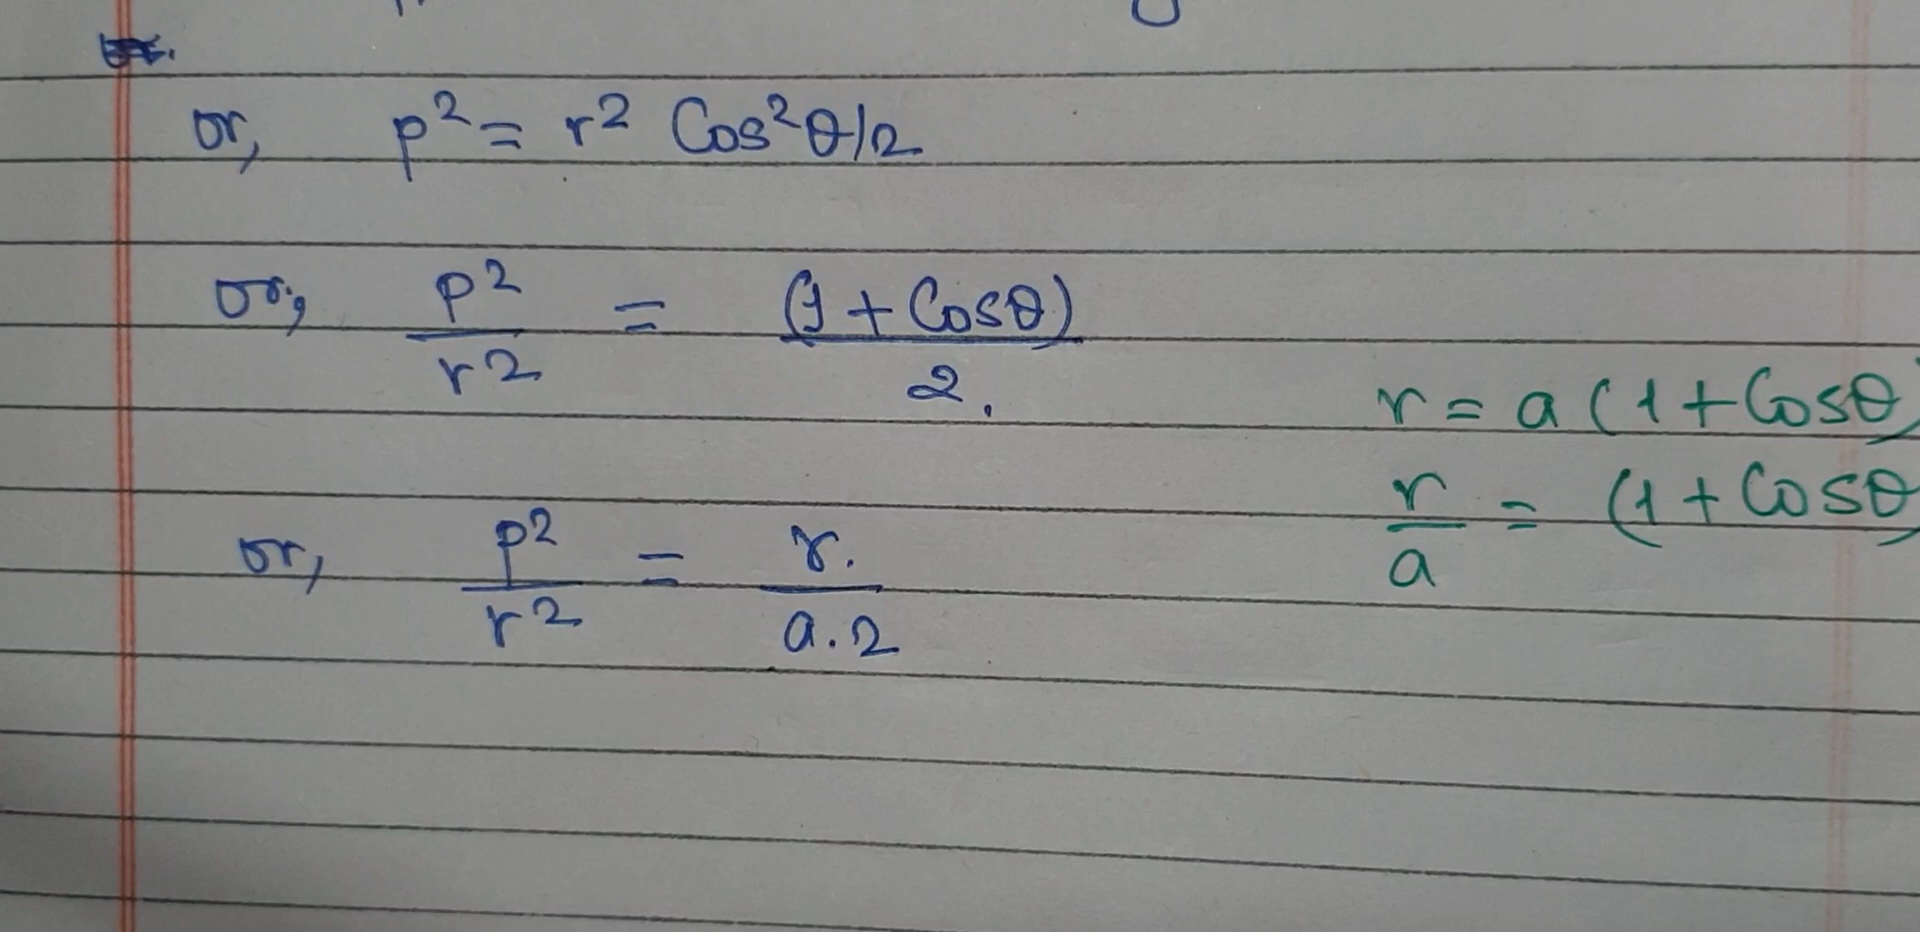 or, p² = r² Cos²θ/2
or, p²/r² = (1 + Cosθ)/2.
r = a (1 + Cosθ)
r/a = (1 + Cosθ
or, p²/r² = r./a.2